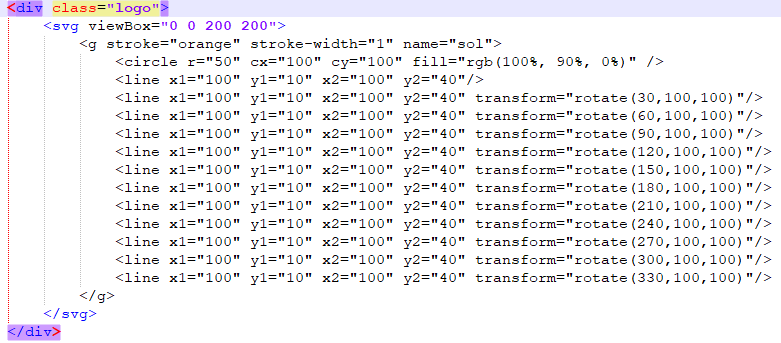 <div class="logo">
<svg viewBox="0 0 200 200">
<g stroke="orange" stroke-width="1" name="sol">
<circle r="50" cx="100" cy="100" fill="rgb(100%, 90%, 0%)" />
<line x1="100" y1="10" x2="100" y2="40"/>
<line x1="100" y1="10" x2="100" y2="40" transform="rotate(30,100,100)"/>
<line x1="100" y1="10" x2="100" y2="40" transform="rotate(60,100,100)"/>
<line x1="100" y1="10" x2="100" y2="40" transform="rotate(90,100,100)"/>
<line x1="100" y1="10" x2="100" y2="40" transform="rotate(120,100,100)"/>
<line x1="100" y1="10" x2="100" y2="40" transform="rotate(150,100,100)"/>
<line x1="100" y1="10" x2="100" y2="40" transform="rotate(180,100,100)"/>
<line x1="100" y1="10" x2="100" y2="40" transform="rotate(210,100,100)"/>
<line x1="100" y1="10" x2="100" y2="40" transform="rotate(240,100,100)"/>
<line x1="100" y1="10" x2="100" y2="40" transform="rotate(270,100,100)"/>
<line x1="100" y1="10" x2="100" y2="40" transform="rotate(300,100,100)"/>
<line x1="100" y1="10" x2="100" y2="40" transform="rotate(330,100,100)"/>
</g>
</svg>
</div>